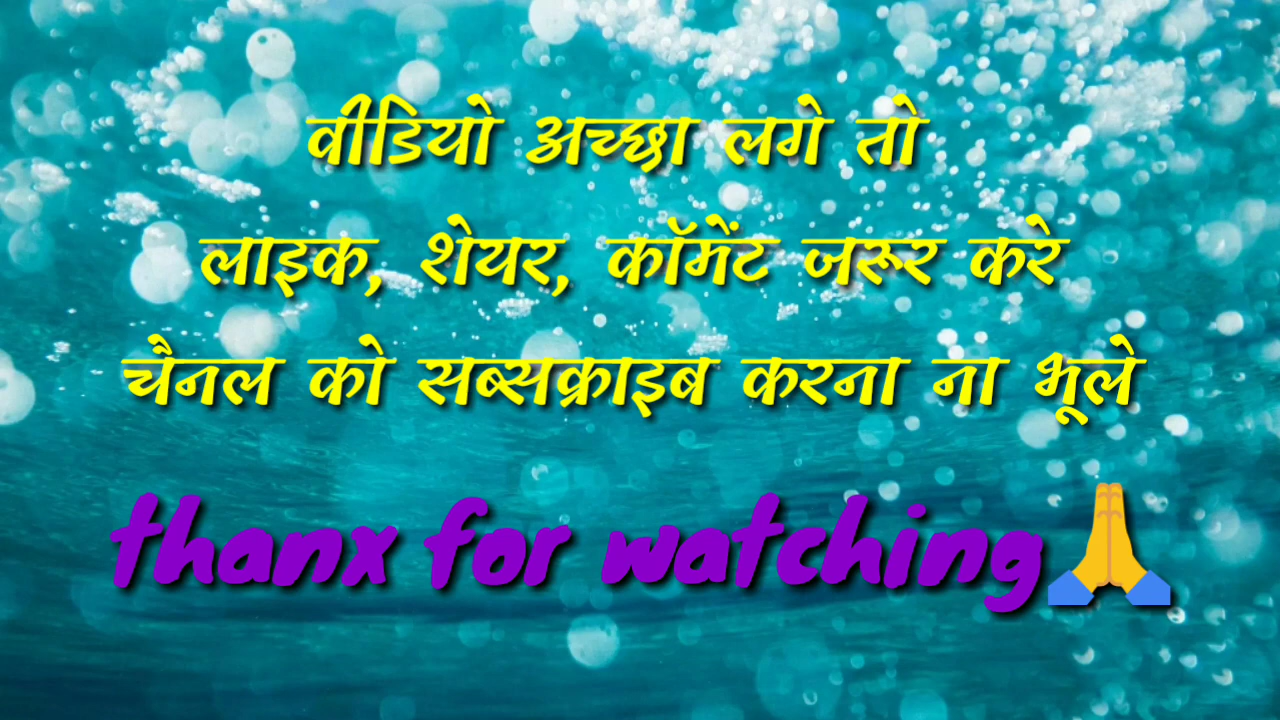 वीडियो अच्छा लगे तो
लाइक, शेयर, कॉमेंट जरूर करे
चैनल को सब्सक्राइब करना ना भूले
thanx for watching🙏